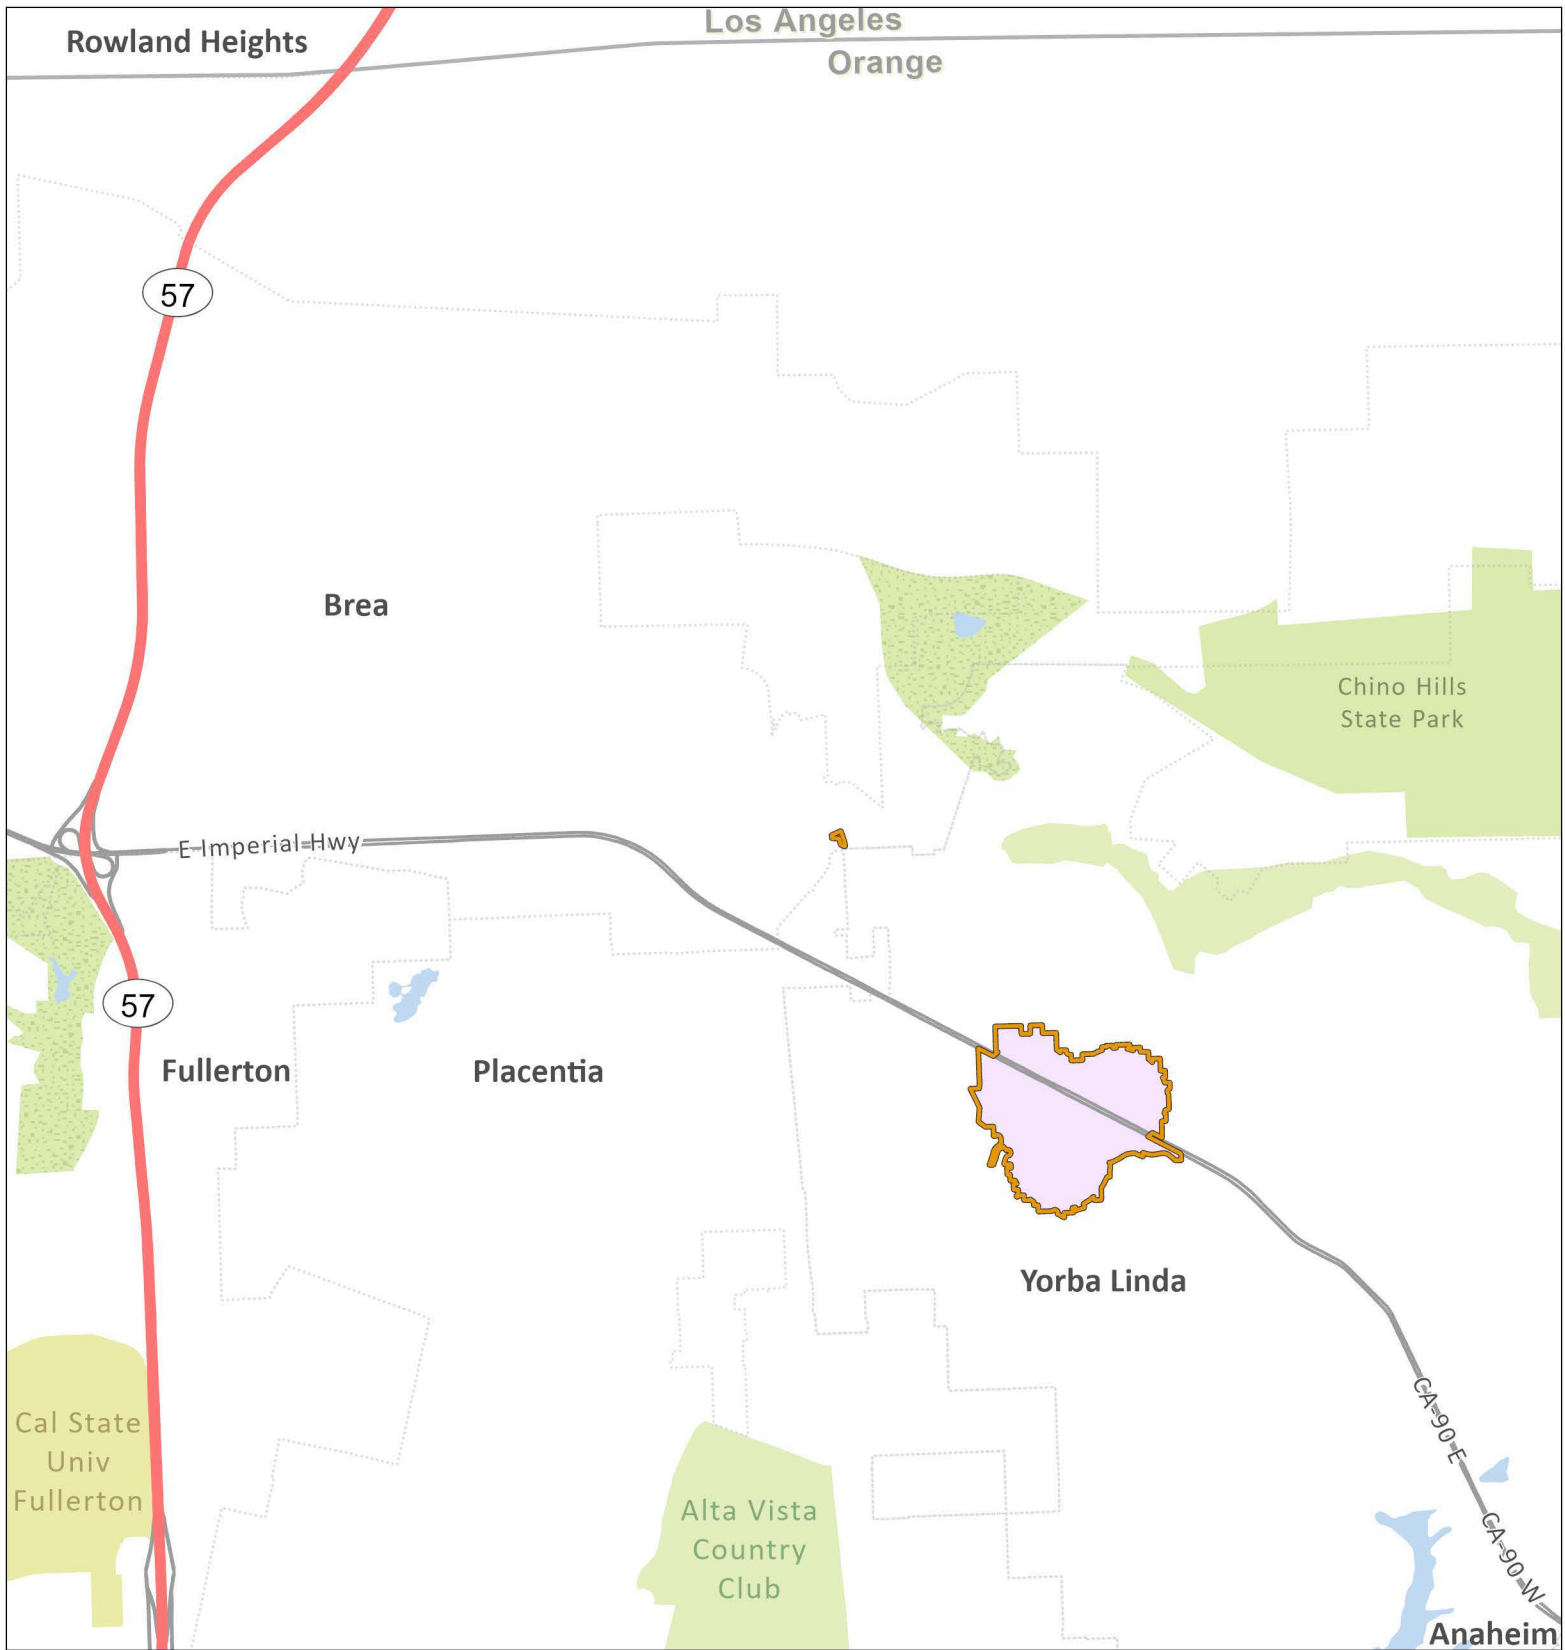 Los Angeles
Rowland Heights
Orange
57
Brea
Chino Hills
State Park
E Imperial Hwy
57
Fullerton
Placentia
Yorba Linda
Cal State
Univ
Fullerton
CA-90 E
Alta Vista
Country
Club
CA-90 W
Anaheim